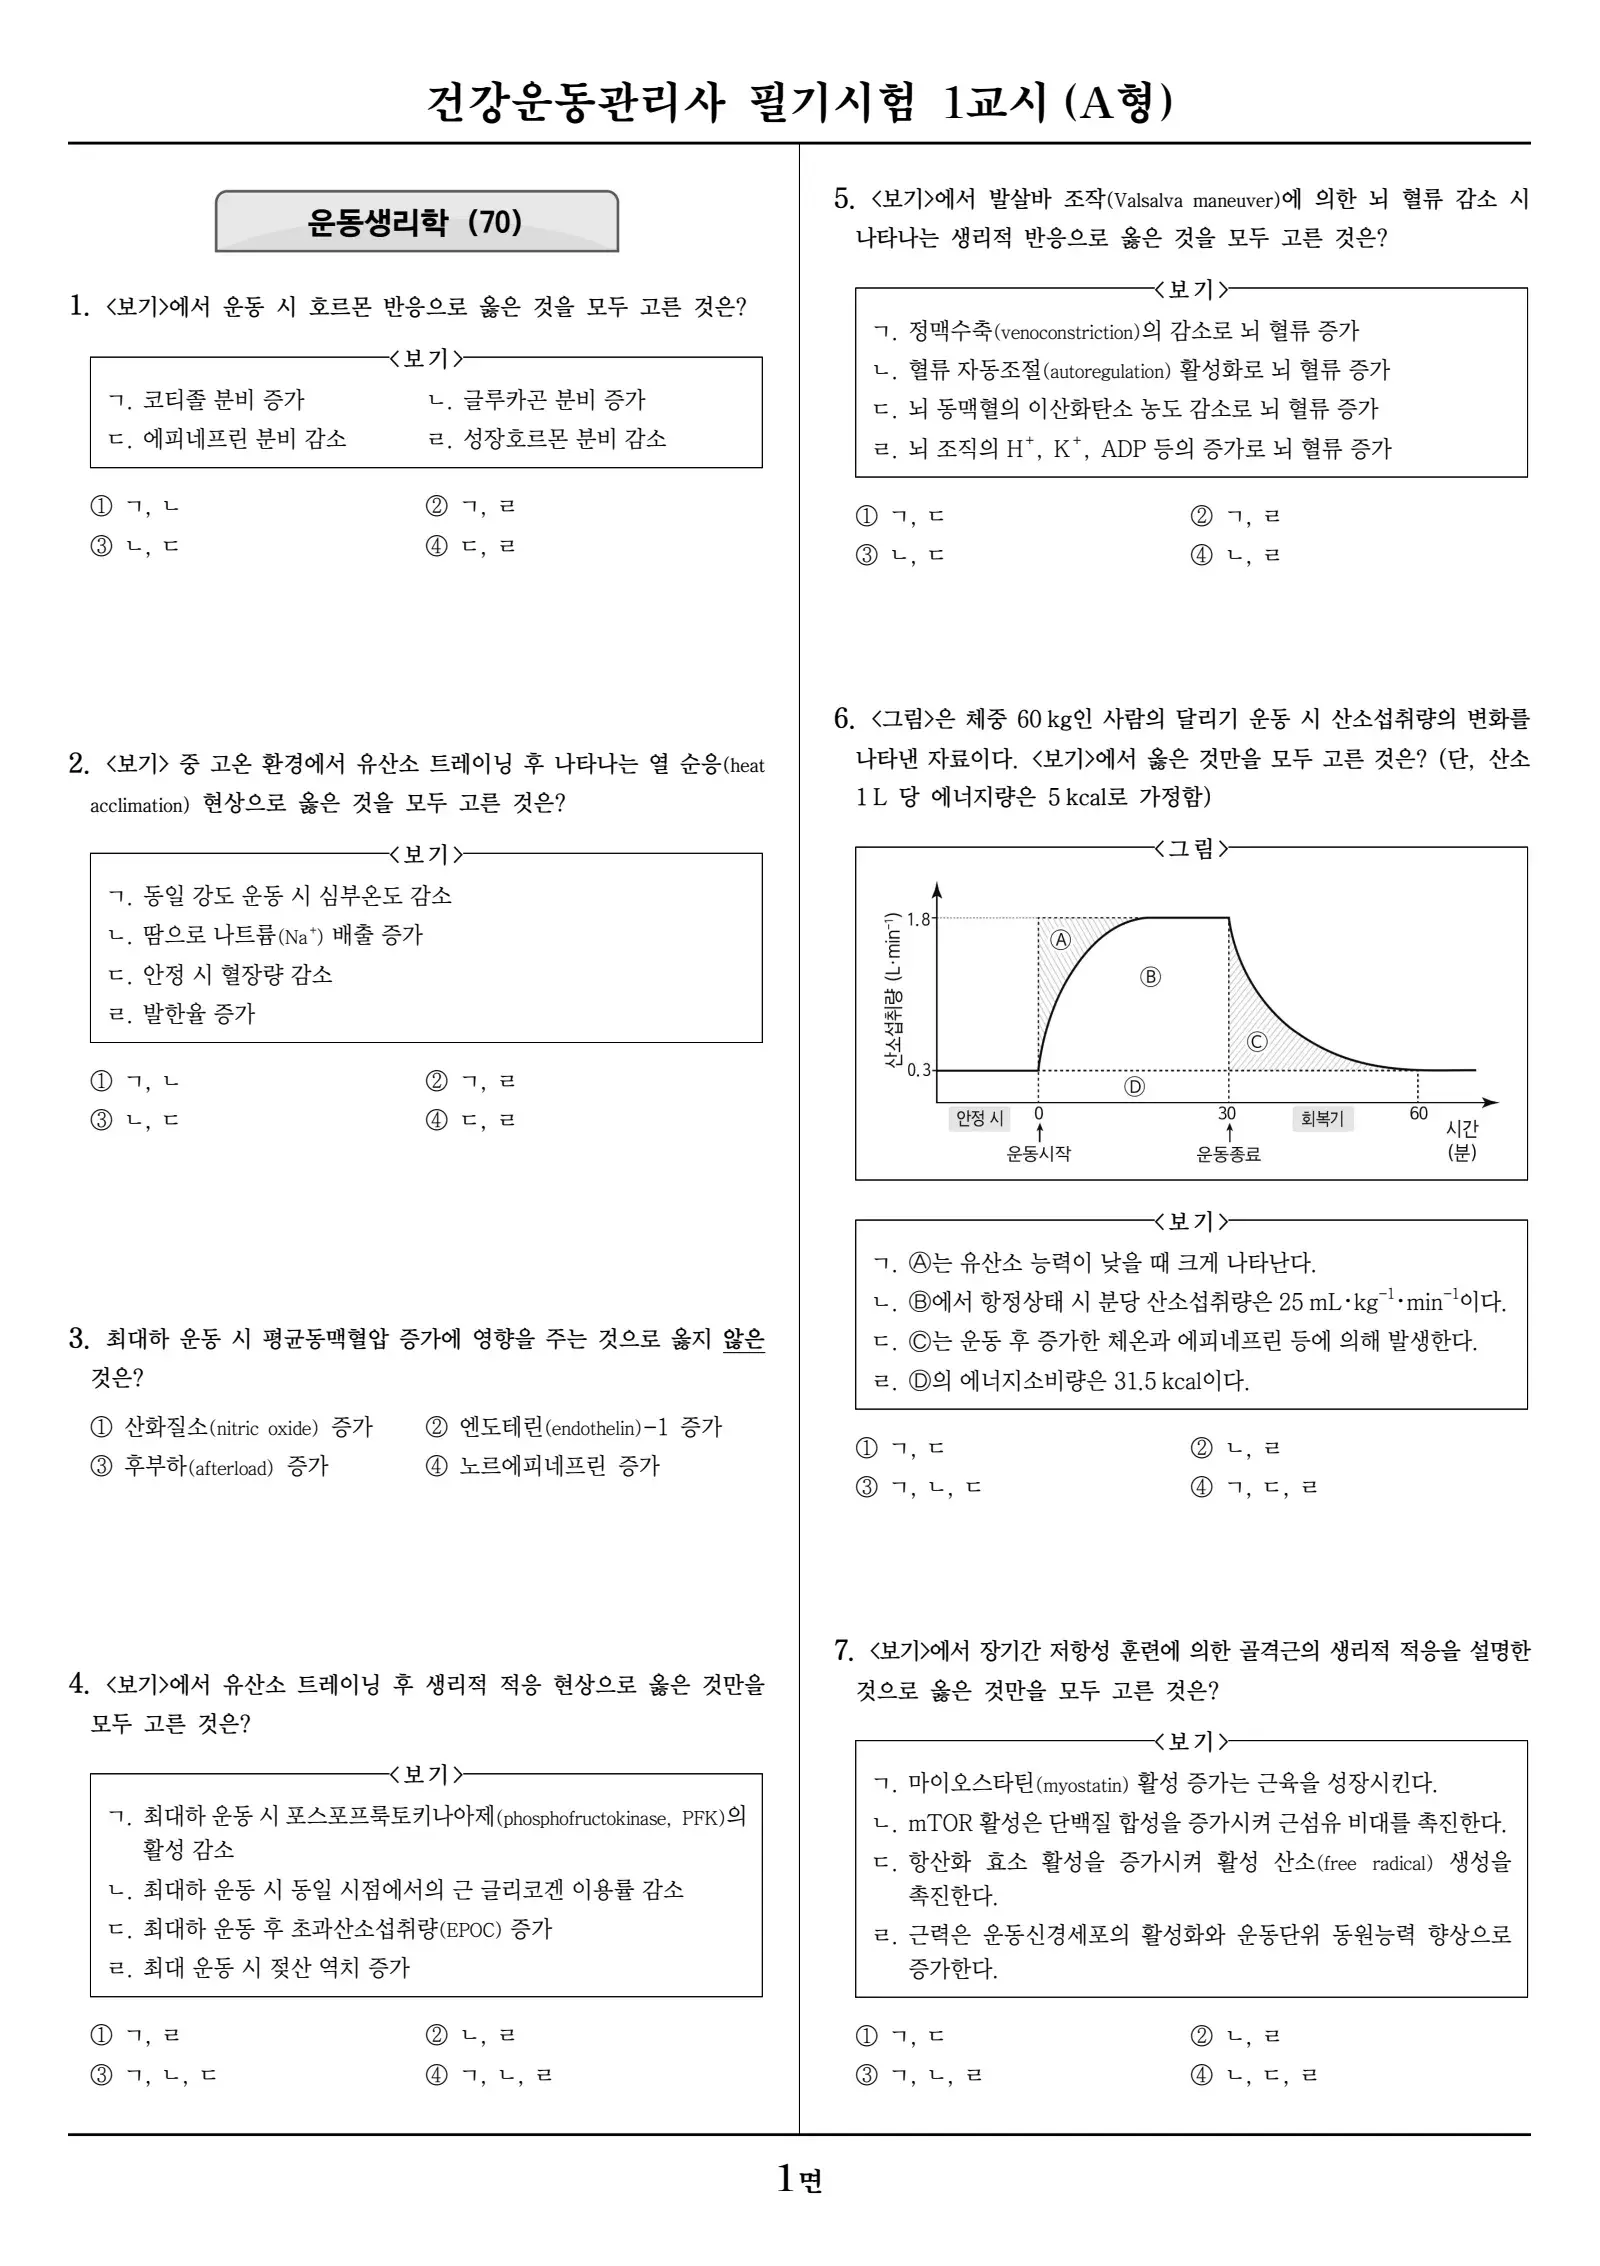 건강운동관리사 필기시험 1교시 (A형)
운동생리학 (70)
1. <보기>에서 운동 시 호르몬 반응으로 옳은 것을 모두 고른 것은?
<보기>
ㄱ. 코티졸 분비 증가 ㄴ. 글루카곤 분비 증가
ㄷ. 에피네프린 분비 감소 ㄹ. 성장호르몬 분비 감소
① ㄱ, ㄴ ② ㄱ, ㄹ
③ ㄴ, ㄷ ④ ㄷ, ㄹ
2. <보기> 중 고온 환경에서 유산소 트레이닝 후 나타나는 열 순응(heat
acclimation) 현상으로 옳은 것을 모두 고른 것은?
<보기>
ㄱ. 동일 강도 운동 시 심부온도 감소
ㄴ. 땀으로 나트륨(Na⁺) 배출 증가
ㄷ. 안정 시 혈장량 감소
ㄹ. 발한율 증가
① ㄱ, ㄴ ② ㄱ, ㄹ
③ ㄴ, ㄷ ④ ㄷ, ㄹ
3. 최대하 운동 시 평균동맥혈압 증가에 영향을 주는 것으로 옳지 않은
것은?
① 산화질소(nitric oxide) 증가 ② 엔도테린(endothelin)-1 증가
③ 후부하(afterload) 증가 ④ 노르에피네프린 증가
4. <보기>에서 유산소 트레이닝 후 생리적 적응 현상으로 옳은 것만을
모두 고른 것은?
<보기>
ㄱ. 최대하 운동 시 포스포프룩토키나아제(phosphofructokinase, PFK)의
활성 감소
ㄴ. 최대하 운동 시 동일 시점에서의 근 글리코겐 이용률 감소
ㄷ. 최대하 운동 후 초과산소섭취량(EPOC) 증가
ㄹ. 최대 운동 시 젖산 역치 증가
① ㄱ, ㄹ ② ㄴ, ㄹ
③ ㄱ, ㄴ, ㄷ ④ ㄱ, ㄴ, ㄹ
5. <보기>에서 발살바 조작(Valsalva maneuver)에 의한 뇌 혈류 감소 시
나타나는 생리적 반응으로 옳은 것을 모두 고른 것은?
<보기>
ㄱ. 정맥수축(venoconstriction)의 감소로 뇌 혈류 증가
ㄴ. 혈류 자동조절(autoregulation) 활성화로 뇌 혈류 증가
ㄷ. 뇌 동맥혈의 이산화탄소 농도 감소로 뇌 혈류 증가
ㄹ. 뇌 조직의 H⁺, K⁺, ADP 등의 증가로 뇌 혈류 증가
① ㄱ, ㄷ ② ㄱ, ㄹ
③ ㄴ, ㄷ ④ ㄴ, ㄹ
6. <그림>은 체중 60 kg인 사람의 달리기 운동 시 산소섭취량의 변화를
나타낸 자료이다. <보기>에서 옳은 것만을 모두 고른 것은? (단, 산소
1 L 당 에너지량은 5 kcal로 가정함)
<그림>
산소섭취량 (L·min⁻¹)
1.8
Ⓐ
Ⓑ
Ⓒ
0.3
Ⓓ
안정 시 0 30 회복기 60 시간
(분)
운동시작 운동종료
<보기>
ㄱ. Ⓐ는 유산소 능력이 낮을 때 크게 나타난다.
ㄴ. Ⓑ에서 항정상태 시 분당 산소섭취량은 25 mL·kg⁻¹·min⁻¹이다.
ㄷ. Ⓒ는 운동 후 증가한 체온과 에피네프린 등에 의해 발생한다.
ㄹ. Ⓓ의 에너지소비량은 31.5 kcal이다.
① ㄱ, ㄷ ② ㄴ, ㄹ
③ ㄱ, ㄴ, ㄷ ④ ㄱ, ㄷ, ㄹ
7. <보기>에서 장기간 저항성 훈련에 의한 골격근의 생리적 적응을 설명한
것으로 옳은 것만을 모두 고른 것은?
<보기>
ㄱ. 마이오스타틴(myostatin) 활성 증가는 근육을 성장시킨다.
ㄴ. mTOR 활성은 단백질 합성을 증가시켜 근섬유 비대를 촉진한다.
ㄷ. 항산화 효소 활성을 증가시켜 활성 산소(free radical) 생성을
촉진한다.
ㄹ. 근력은 운동신경세포의 활성화와 운동단위 동원능력 향상으로
증가한다.
① ㄱ, ㄷ ② ㄴ, ㄹ
③ ㄱ, ㄴ, ㄹ ④ ㄴ, ㄷ, ㄹ
1면